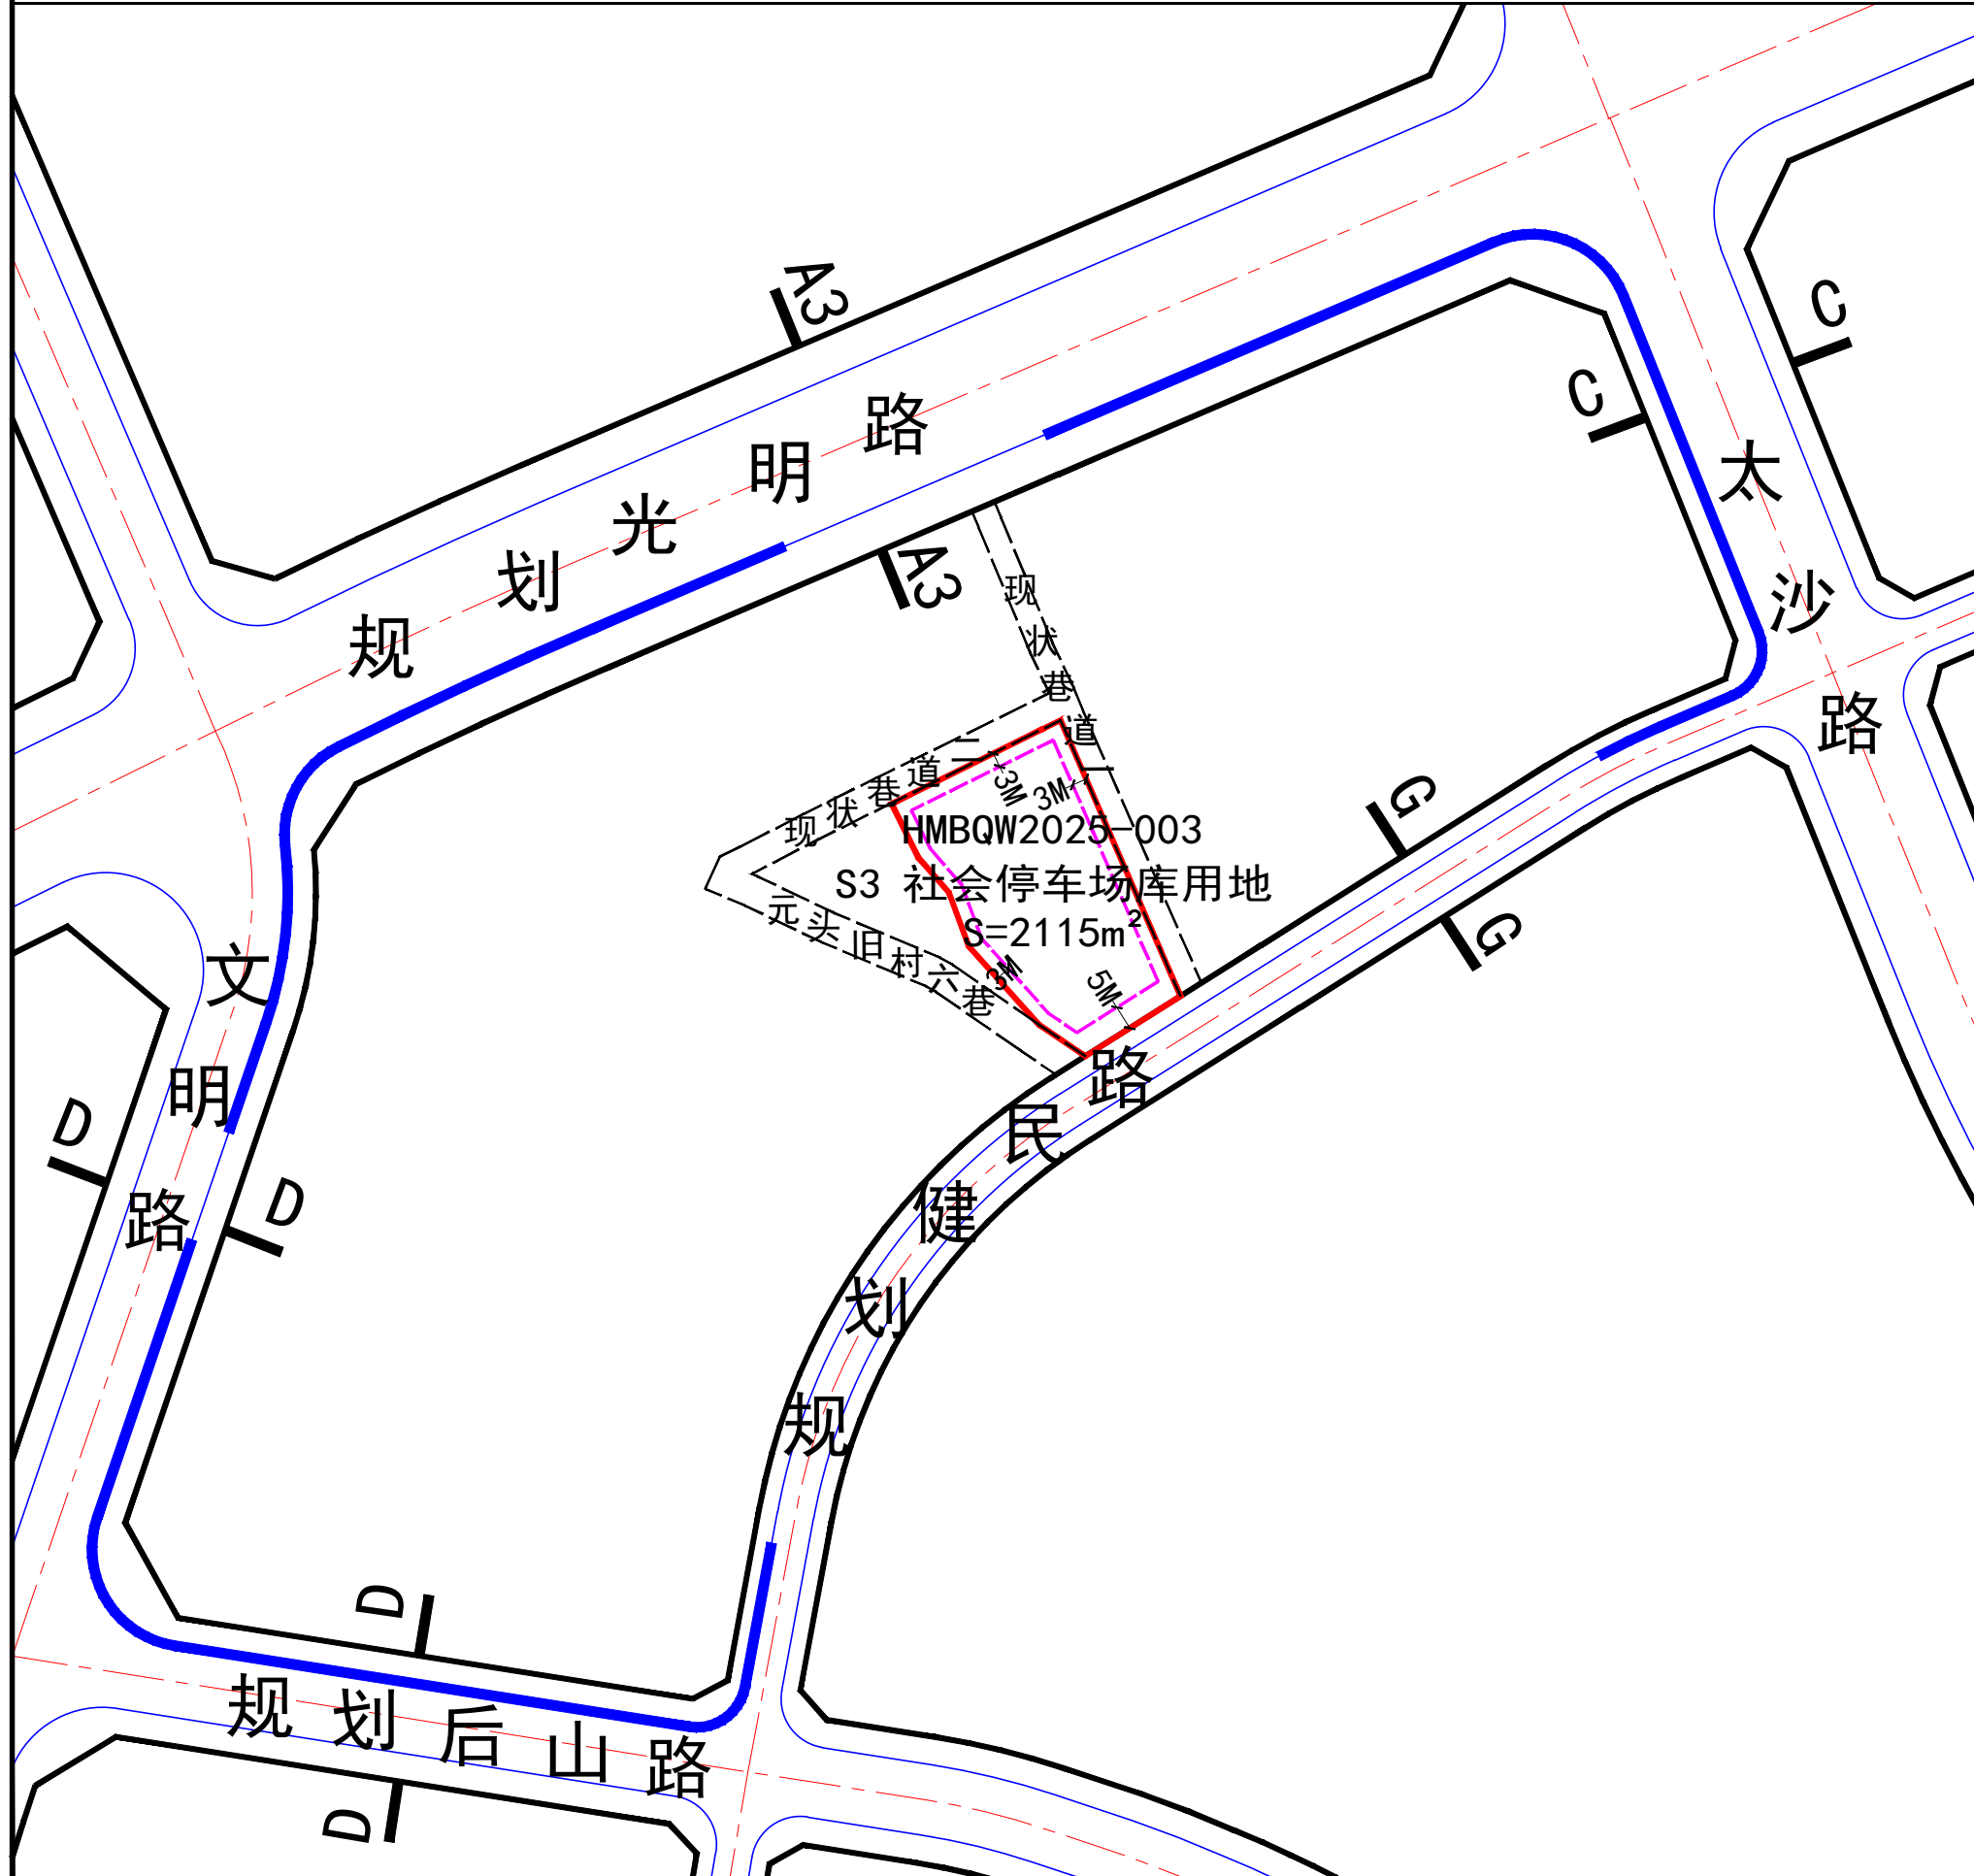 A3
规划光明路
A3
C
C
太沙路
现状巷道一
现状巷道二
3M
3M
HMBQW2025-003
S3 社会停车场库用地
S=2115m²
元头旧村六巷
3M
5M
G
G
文明路
D
D
规划健民路
D
规划后山路
D